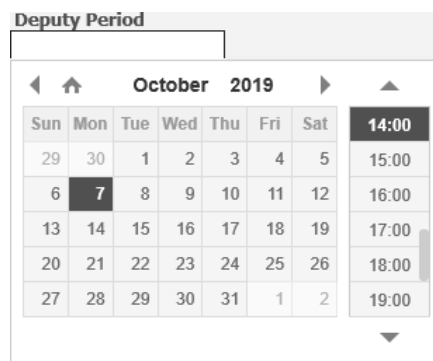 Deputy Period
October 2019
Sun Mon Tue Wed Thu Fri Sat 14:00
29 30 1 2 3 4 5 15:00
6 7 8 9 10 11 12 16:00
13 14 15 16 17 18 19 17:00
20 21 22 23 24 25 26 18:00
27 28 29 30 31 1 2 19:00